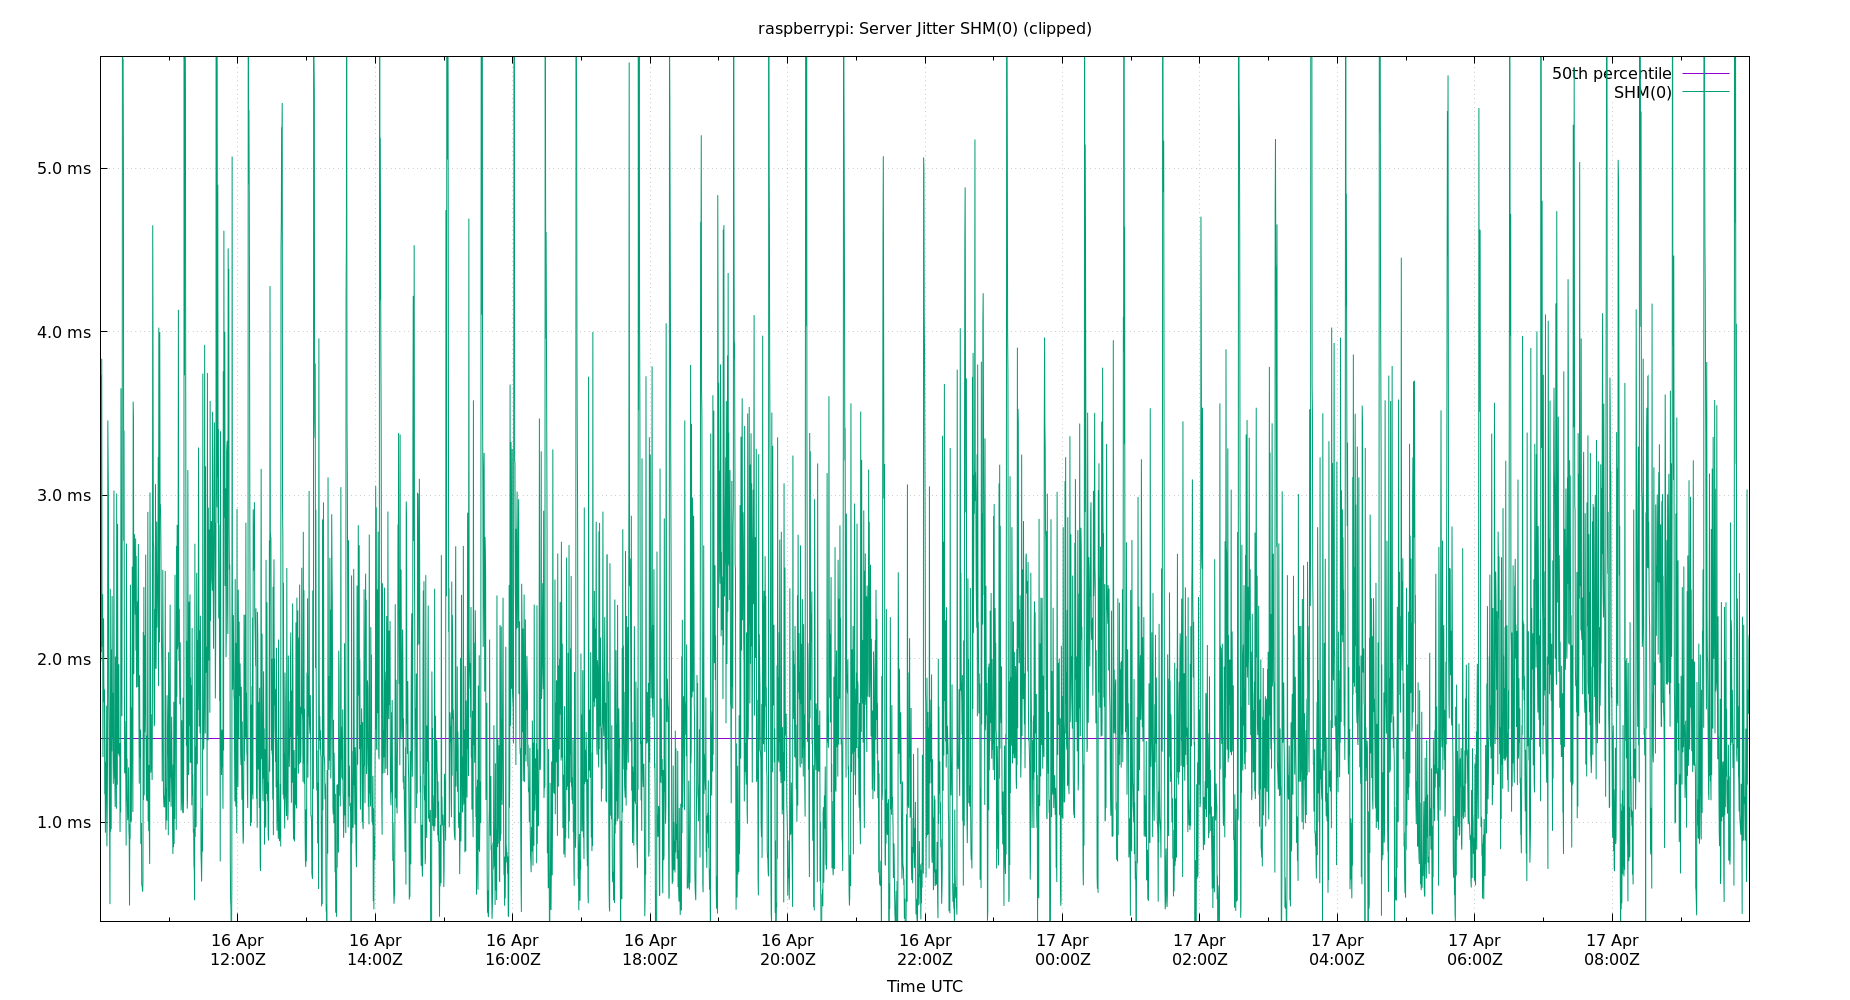 raspberrypi: Server Jitter SHM(0) (clipped)
50th percentile
SHM(0)
5.0 ms
4.0 ms
3.0 ms
2.0 ms
1.0 ms
16 Apr 16 Apr 16 Apr 16 Apr 16 Apr 16 Apr 17 Apr 17 Apr 17 Apr 17 Apr 17 Apr
12:00Z 14:00Z 16:00Z 18:00Z 20:00Z 22:00Z 00:00Z 02:00Z 04:00Z 06:00Z 08:00Z
Time UTC